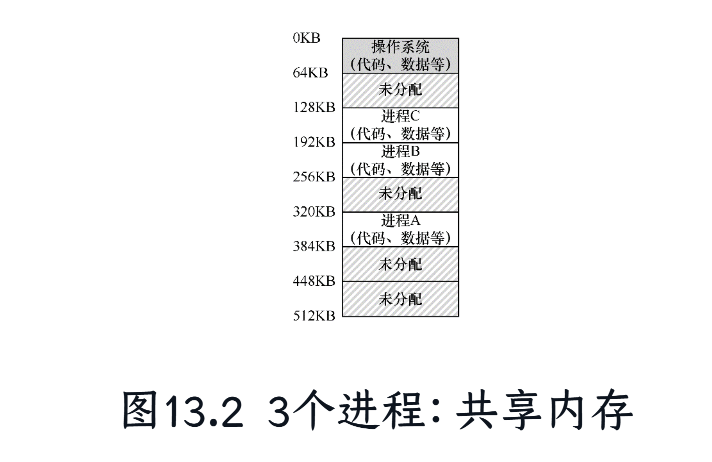 0KB
操作系统
(代码、数据等)
64KB
未分配
128KB
进程C
(代码、数据等)
192KB
进程B
(代码、数据等)
256KB
未分配
320KB
进程A
(代码、数据等)
384KB
未分配
448KB
未分配
512KB
图13.2 3个进程:共享内存